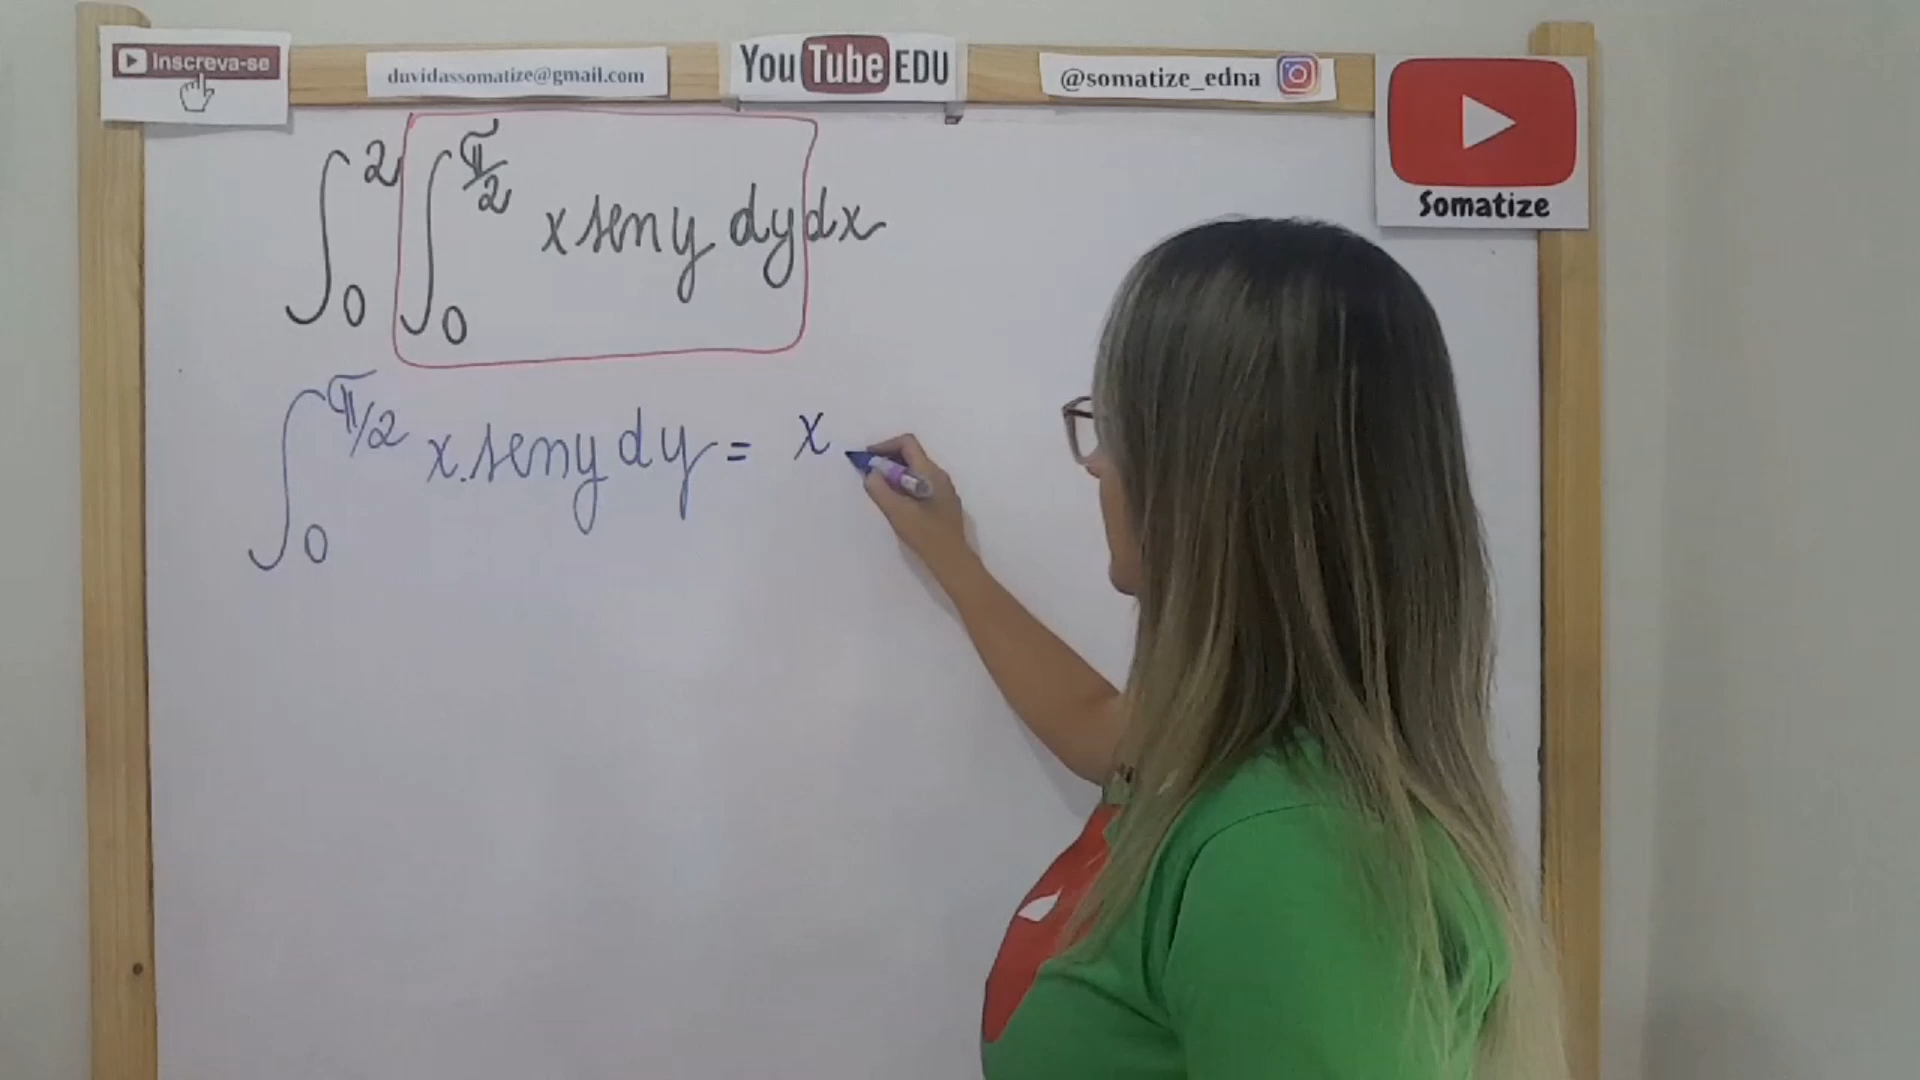 Inscreva-se
duvidassomatize@gmail.com
YouTube EDU
@somatize_edna
Somatize
∫₀² ∫₀^(π/2) x sen y dy dx
∫₀^(π/2) x . sen y dy = x